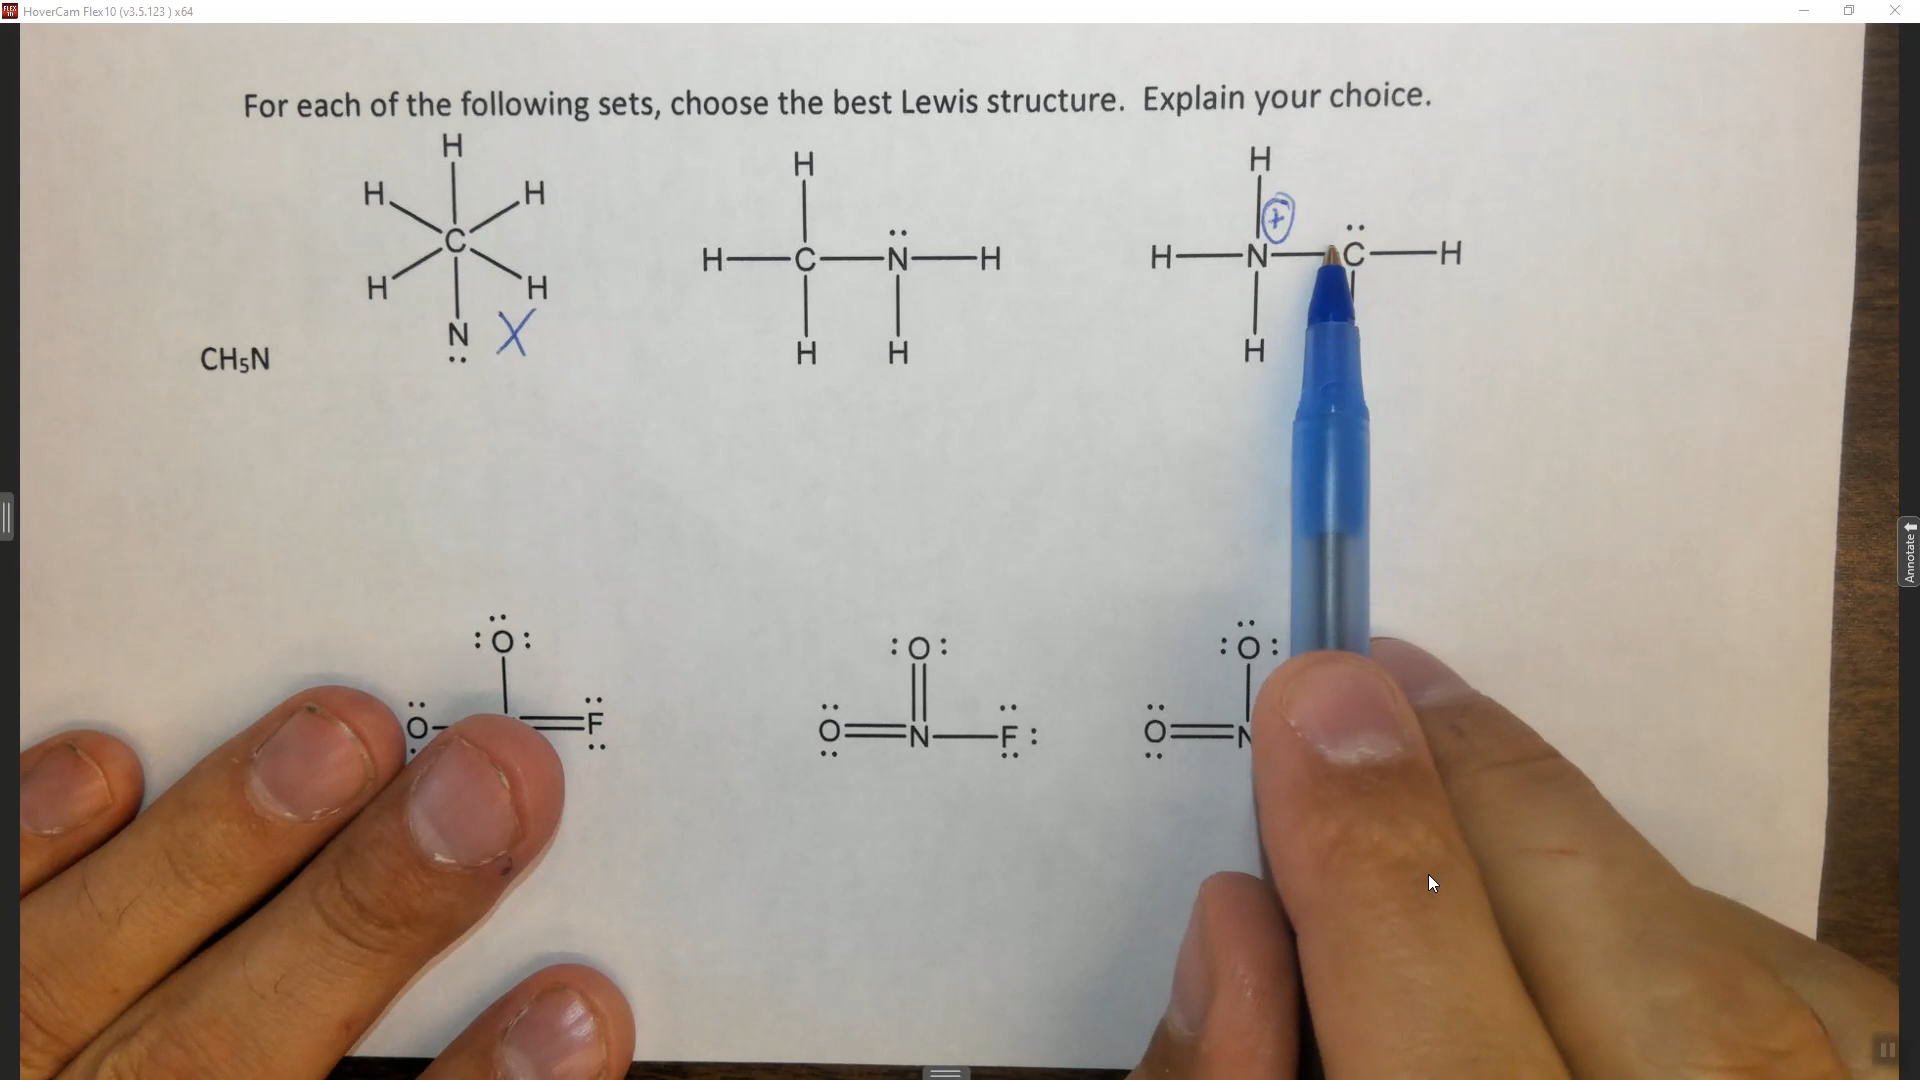 HoverCam Flex10 (v3.5.123 ) x64
For each of the following sets, choose the best Lewis structure. Explain your choice.
H
H H
C
H H
N X
H
H C N H
H H
H +
H N C H
H
CH₅N
O
O F
O
O N F
O
O N
Annotate